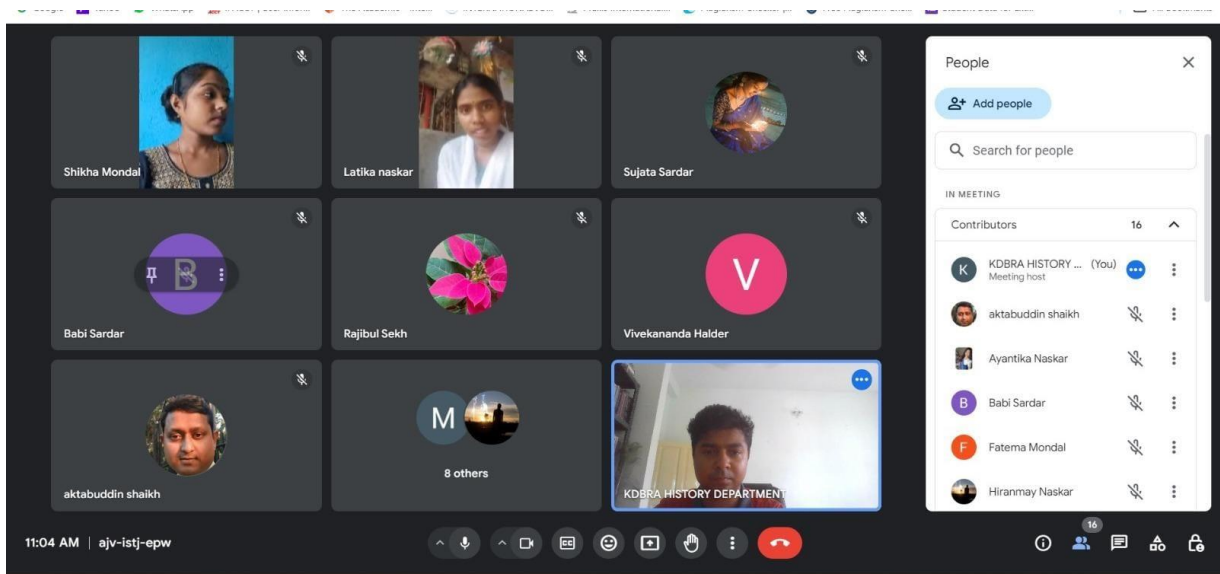 Shikha Mondal
Latika naskar
Sujata Sardar
B
V
Babi Sardar
Rajibul Sekh
Vivekananda Halder
M
8 others
aktabuddin shaikh
KDBRA HISTORY DEPARTMENT
11:04 AM | ajv-istj-epw
CC
People
Add people
Search for people
IN MEETING
Contributors 16
K KDBRA HISTORY ... (You)
Meeting host
aktabuddin shaikh
Ayantika Naskar
B Babi Sardar
F Fatema Mondal
Hiranmay Naskar
16